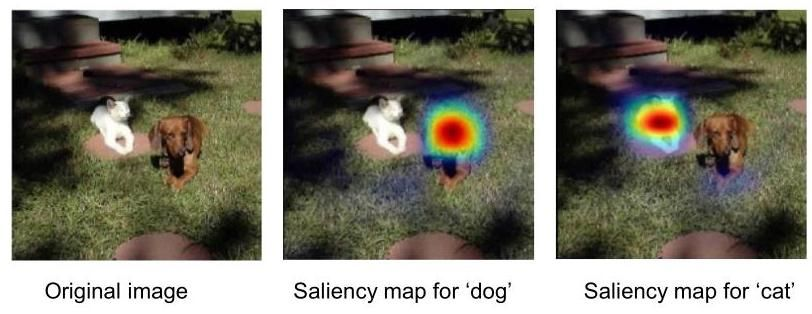 Original image
Saliency map for ‘dog’
Saliency map for ‘cat’